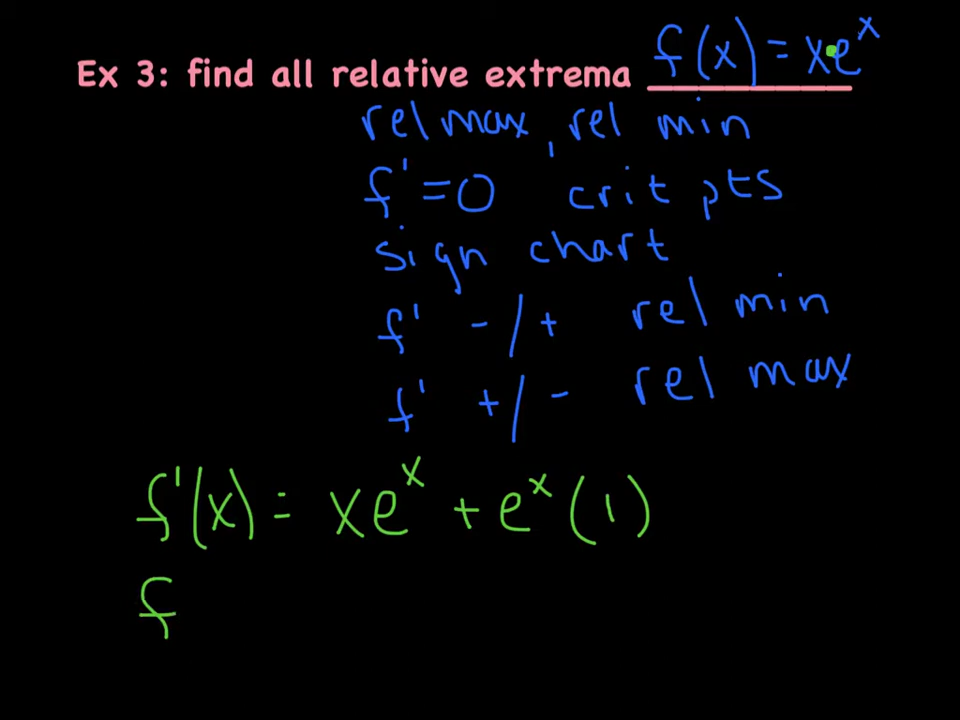 Ex 3: find all relative extrema f(x) = xe^x
rel max, rel min
f' = 0 crit pts
sign chart
f' - / + rel min
f' + / - rel max
f'(x) = xe^x + e^x (1)
f